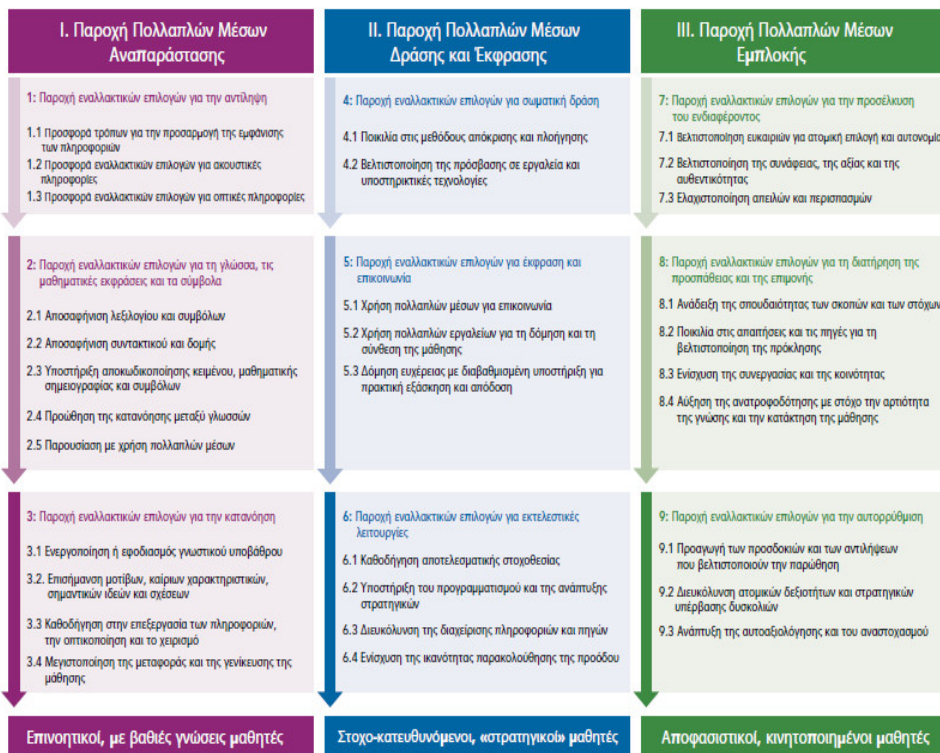 I. Παροχή Πολλαπλών Μέσων
Αναπαράστασης
1: Παροχή εναλλακτικών επιλογών για την αντίληψη
1.1 Προσφορά τρόπων για την προσαρμογή της εμφάνισης
των πληροφοριών
1.2 Προσφορά εναλλακτικών επιλογών για ακουστικές
πληροφορίες
1.3 Προσφορά εναλλακτικών επιλογών για οπτικές πληροφορίες
2: Παροχή εναλλακτικών επιλογών για τη γλώσσα, τις
μαθηματικές εκφράσεις και τα σύμβολα
2.1 Αποσαφήνιση λεξιλογίου και συμβόλων
2.2 Αποσαφήνιση συντακτικού και δομής
2.3 Υποστήριξη αποκωδικοποίησης κειμένου, μαθηματικής
σημειογραφίας και συμβόλων
2.4 Προώθηση της κατανόησης μεταξύ γλωσσών
2.5 Παρουσίαση με χρήση πολλαπλών μέσων
3: Παροχή εναλλακτικών επιλογών για την κατανόηση
3.1 Ενεργοποίηση ή εφοδιασμός γνωστικού υποβάθρου
3.2. Επισήμανση μοτίβων, καίριων χαρακτηριστικών,
σημαντικών ιδεών και σχέσεων
3.3 Καθοδήγηση στην επεξεργασία των πληροφοριών,
την οπτικοποίηση και το χειρισμό
3.4 Μεγιστοποίηση της μεταφοράς και της γενίκευσης της
μάθησης
Επινοητικοί, με βαθιές γνώσεις μαθητές
II. Παροχή Πολλαπλών Μέσων
Δράσης και Έκφρασης
4: Παροχή εναλλακτικών επιλογών για σωματική δράση
4.1 Ποικιλία στις μεθόδους απόκρισης και πλοήγησης
4.2 Βελτιστοποίηση της πρόσβασης σε εργαλεία και
υποστηρικτικές τεχνολογίες
5: Παροχή εναλλακτικών επιλογών για έκφραση και
επικοινωνία
5.1 Χρήση πολλαπλών μέσων για επικοινωνία
5.2 Χρήση πολλαπλών εργαλείων για τη δόμηση και τη
σύνθεση της μάθησης
5.3 Δόμηση ευχέρειας με διαβαθμισμένη υποστήριξη για
πρακτική εξάσκηση και απόδοση
6: Παροχή εναλλακτικών επιλογών για εκτελεστικές
λειτουργίες
6.1 Καθοδήγηση αποτελεσματικής στοχοθεσίας
6.2 Υποστήριξη του προγραμματισμού και της ανάπτυξης
στρατηγικών
6.3 Διευκόλυνση της διαχείρισης πληροφοριών και πηγών
6.4 Ενίσχυση της ικανότητας παρακολούθησης της προόδου
Στοχο-κατευθυνόμενοι, «στρατηγικοί» μαθητές
III. Παροχή Πολλαπλών Μέσων
Εμπλοκής
7: Παροχή εναλλακτικών επιλογών για την προσέλκυση
του ενδιαφέροντος
7.1 Βελτιστοποίηση ευκαιριών για ατομική επιλογή και αυτονομία
7.2 Βελτιστοποίηση της συνάφειας, της αξίας και της
αυθεντικότητας
7.3 Ελαχιστοποίηση απειλών και περισπασμών
8: Παροχή εναλλακτικών επιλογών για τη διατήρηση της
προσπάθειας και της επιμονής
8.1 Ανάδειξη της σπουδαιότητας των σκοπών και των στόχων
8.2 Ποικιλία στις απαιτήσεις και τις πηγές για τη
βελτιστοποίηση της πρόκλησης
8.3 Ενίσχυση της συνεργασίας και της κοινότητας
8.4 Αύξηση της ανατροφοδότησης με στόχο την αρτιότητα
της γνώσης και την κατάκτηση της μάθησης
9: Παροχή εναλλακτικών επιλογών για την αυτορρύθμιση
9.1 Προαγωγή των προσδοκιών και των αντιλήψεων
που βελτιστοποιούν την παρώθηση
9.2 Διευκόλυνση ατομικών δεξιοτήτων και στρατηγικών
υπέρβασης δυσκολιών
9.3 Ανάπτυξη της αυτοαξιολόγησης και του αναστοχασμού
Αποφασιστικοί, κινητοποιημένοι μαθητές